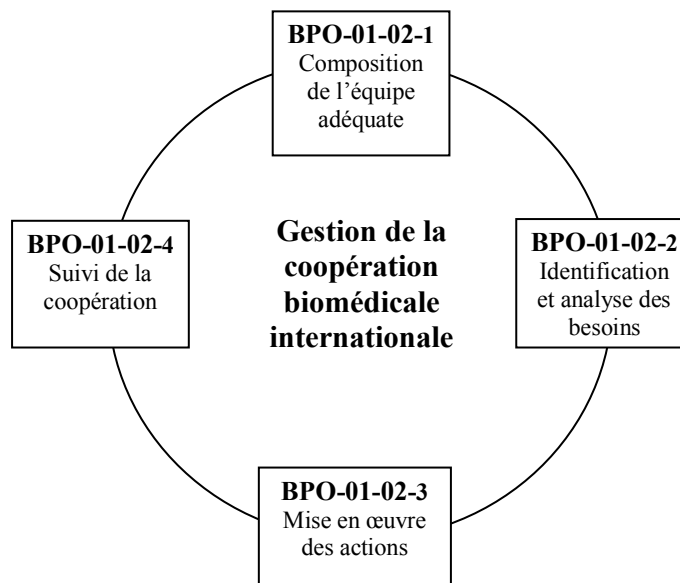 BPO-01-02-1
Composition
de l’équipe
adéquate
BPO-01-02-4
Suivi de la
coopération
Gestion de la
coopération
biomédicale
internationale
BPO-01-02-2
Identification
et analyse des
besoins
BPO-01-02-3
Mise en œuvre
des actions